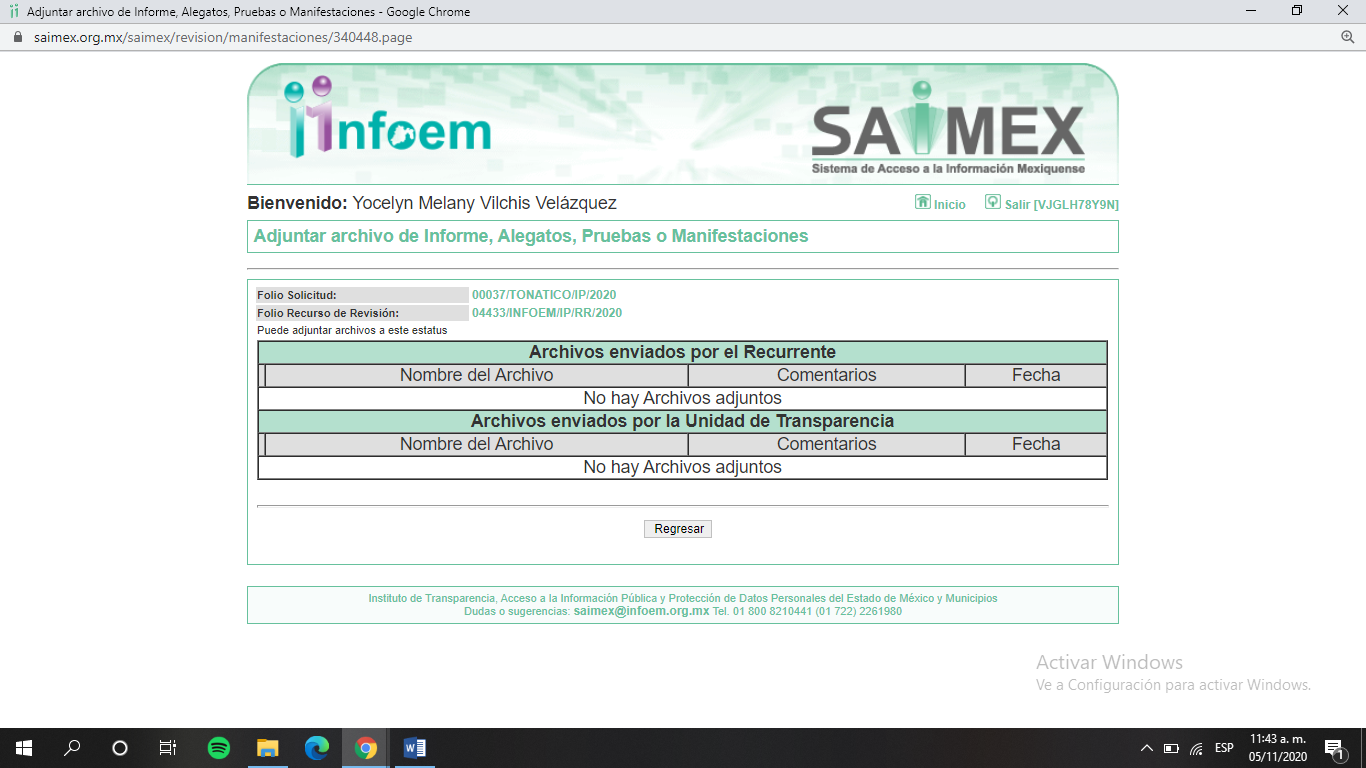 Adjuntar archivo de Informe, Alegatos, Pruebas o Manifestaciones - Google Chrome
saimex.org.mx/saimex/revision/manifestaciones/340448.page
infoem
SAIMEX
Sistema de Acceso a la Información Mexiquense
Bienvenido: Yocelyn Melany Vilchis Velázquez
Inicio Salir [VJGLH78Y9N]
Adjuntar archivo de Informe, Alegatos, Pruebas o Manifestaciones
Folio Solicitud: 00037/TONATICO/IP/2020
Folio Recurso de Revisión: 04433/INFOEM/IP/RR/2020
Puede adjuntar archivos a este estatus
Archivos enviados por el Recurrente
Nombre del Archivo Comentarios Fecha
No hay Archivos adjuntos
Archivos enviados por la Unidad de Transparencia
Nombre del Archivo Comentarios Fecha
No hay Archivos adjuntos
Regresar
Instituto de Transparencia, Acceso a la Información Pública y Protección de Datos Personales del Estado de México y Municipios
Dudas o sugerencias: saimex@infoem.org.mx Tel. 01 800 8210441 (01 722) 2261980
Activar Windows
Ve a Configuración para activar Windows.
ESP
11:43 a. m.
05/11/2020
1